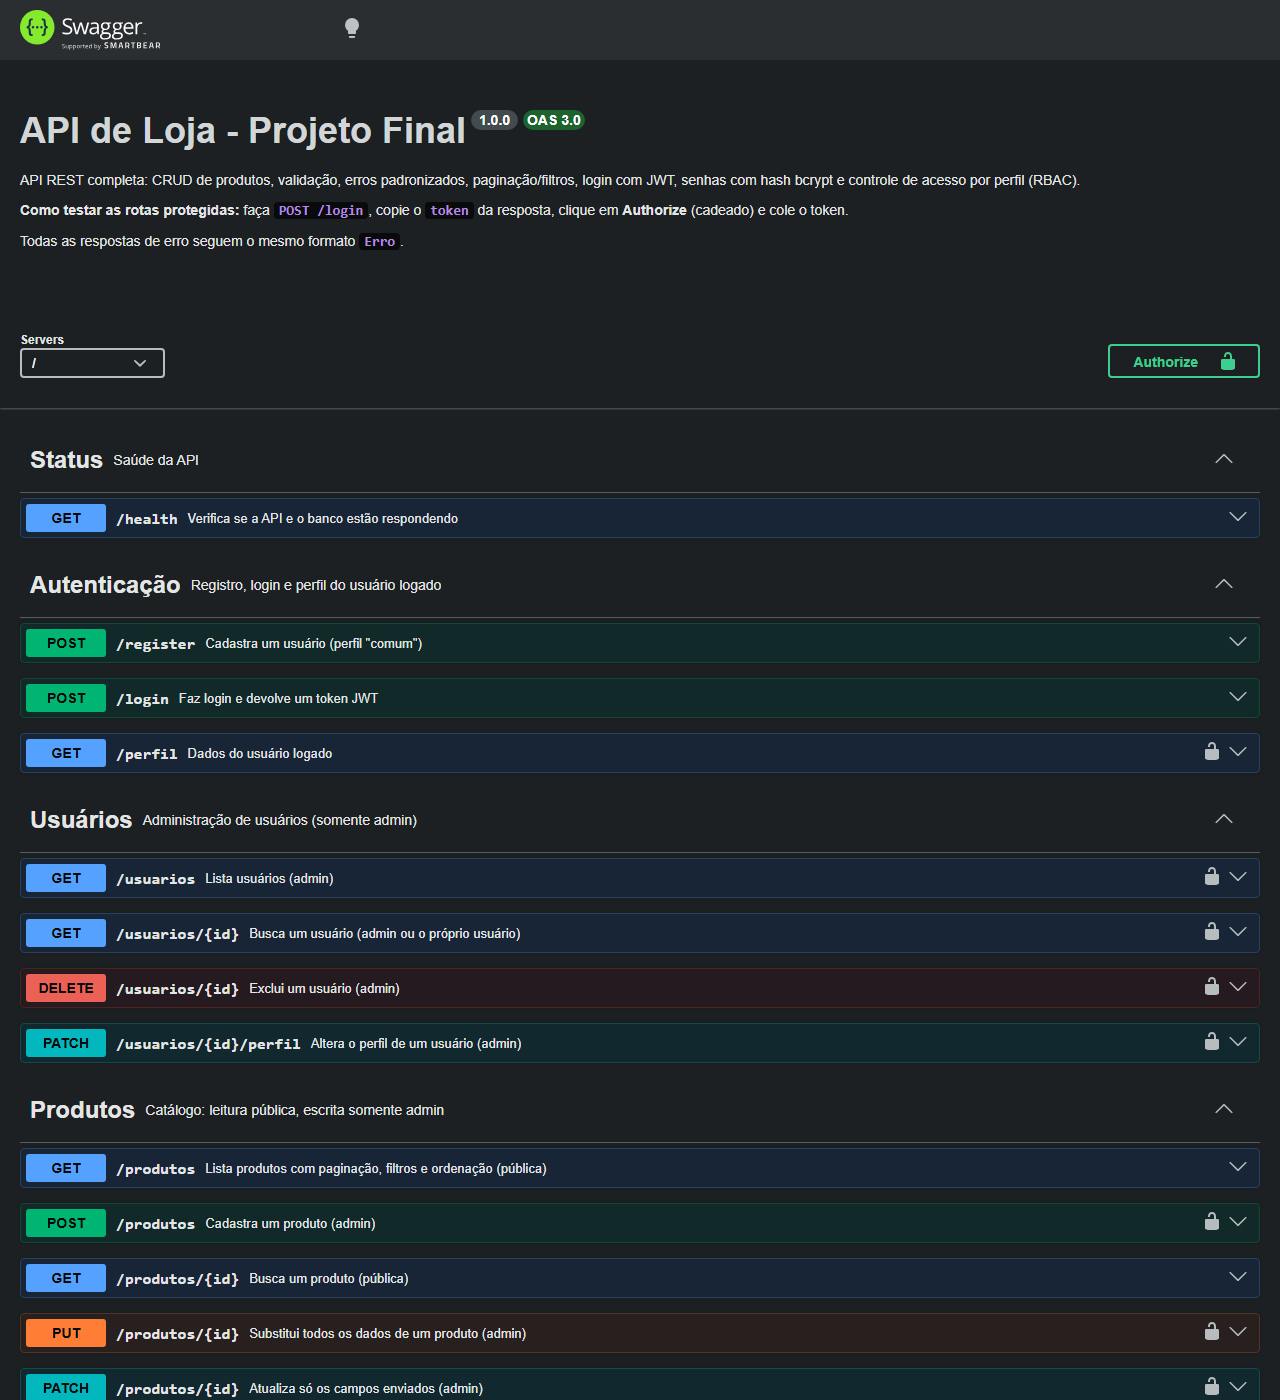 Swagger
Supported by SMARTBEAR
API de Loja - Projeto Final 1.0.0 OAS 3.0
API REST completa: CRUD de produtos, validação, erros padronizados, paginação/filtros, login com JWT, senhas com hash bcrypt e controle de acesso por perfil (RBAC).
Como testar as rotas protegidas: faça POST /login, copie o token da resposta, clique em Authorize (cadeado) e cole o token.
Todas as respostas de erro seguem o mesmo formato Erro.
Servers
/
Authorize
Status Saúde da API
GET /health Verifica se a API e o banco estão respondendo
Autenticação Registro, login e perfil do usuário logado
POST /register Cadastra um usuário (perfil "comum")
POST /login Faz login e devolve um token JWT
GET /perfil Dados do usuário logado
Usuários Administração de usuários (somente admin)
GET /usuarios Lista usuários (admin)
GET /usuarios/{id} Busca um usuário (admin ou o próprio usuário)
DELETE /usuarios/{id} Exclui um usuário (admin)
PATCH /usuarios/{id}/perfil Altera o perfil de um usuário (admin)
Produtos Catálogo: leitura pública, escrita somente admin
GET /produtos Lista produtos com paginação, filtros e ordenação (pública)
POST /produtos Cadastra um produto (admin)
GET /produtos/{id} Busca um produto (pública)
PUT /produtos/{id} Substitui todos os dados de um produto (admin)
PATCH /produtos/{id} Atualiza só os campos enviados (admin)